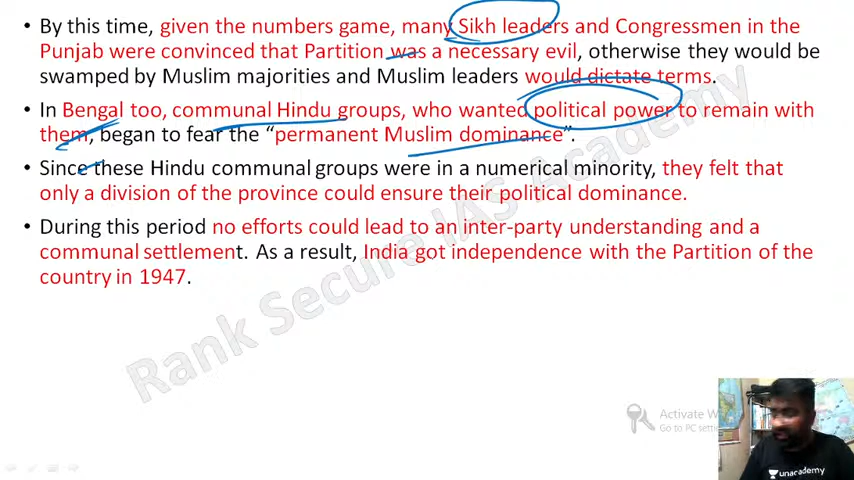 • By this time, given the numbers game, many Sikh leaders and Congressmen in the
Punjab were convinced that Partition was a necessary evil, otherwise they would be
swamped by Muslim majorities and Muslim leaders would dictate terms.
• In Bengal too, communal Hindu groups, who wanted political power to remain with
them, began to fear the “permanent Muslim dominance”.
• Since these Hindu communal groups were in a numerical minority, they felt that
only a division of the province could ensure their political dominance.
• During this period no efforts could lead to an inter-party understanding and a
communal settlement. As a result, India got independence with the Partition of the
country in 1947.
Rank Secure IAS Academy
Activate
Go to PC
unacademy